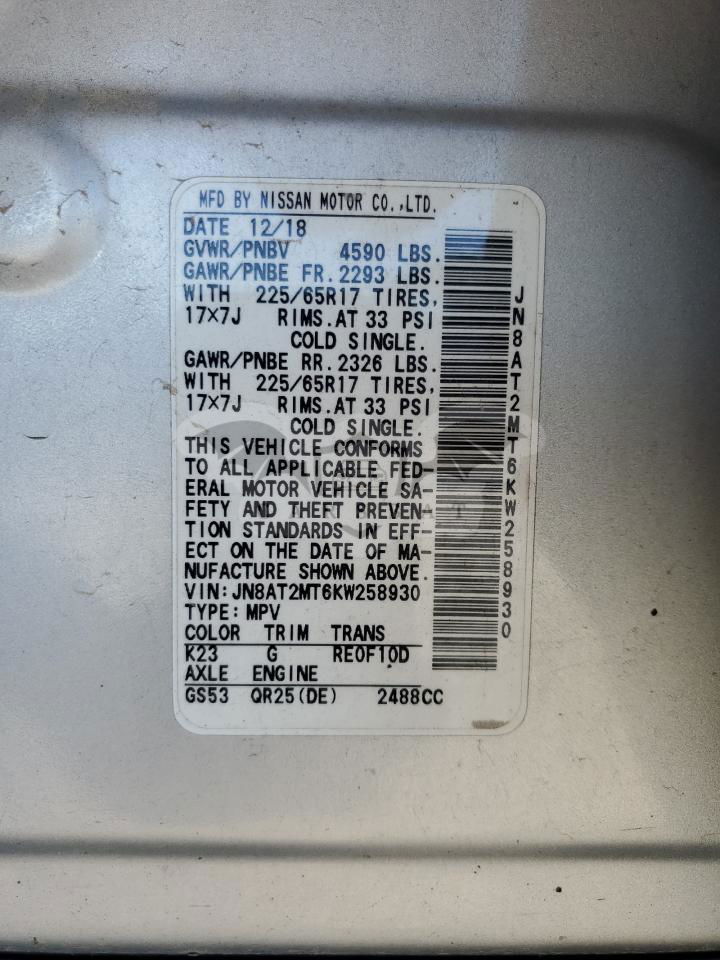 MFD BY NISSAN MOTOR CO.,LTD.
DATE 12/18
GVWR/PNBV 4590 LBS.
GAWR/PNBE FR. 2293 LBS.
WITH 225/65R17 TIRES,
17×7J RIMS.AT 33 PSI
COLD SINGLE.
GAWR/PNBE RR. 2326 LBS.
WITH 225/65R17 TIRES,
17×7J RIMS.AT 33 PSI
COLD SINGLE.
THIS VEHICLE CONFORMS
TO ALL APPLICABLE FED-
ERAL MOTOR VEHICLE SA-
FETY AND THEFT PREVEN-
TION STANDARDS IN EFF-
ECT ON THE DATE OF MA-
NUFACTURE SHOWN ABOVE.
VIN:JN8AT2MT6KW258930
TYPE:MPV
COLOR TRIM TRANS
K23 G RE0F10D
AXLE ENGINE
GS53 QR25(DE) 2488CC
JN8AT2MT6KW258930